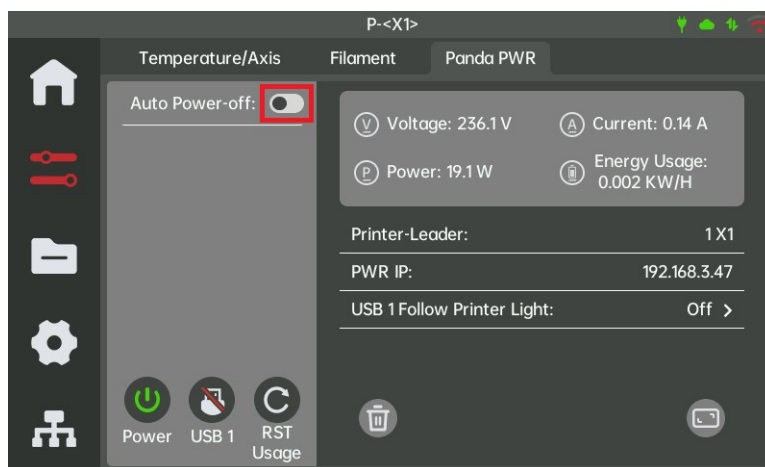 P-<X1>
Temperature/Axis Filament Panda PWR
Auto Power-off:
V Voltage: 236.1 V
A Current: 0.14 A
P Power: 19.1 W
Energy Usage:
0.002 KW/H
Printer-Leader: 1 X1
PWR IP: 192.168.3.47
USB 1 Follow Printer Light: Off >
Power USB 1 RST
Usage